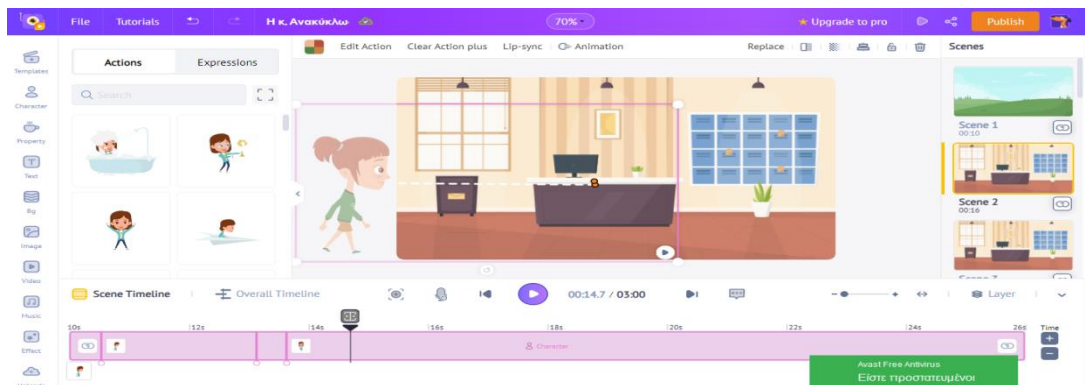 File Tutorials Η κ. Ανακύκλω 70% Upgrade to pro Publish
Edit Action Clear Action plus Lip-sync Animation Replace
Scenes
Templates
Character
Property
Text
Bg
Image
Video
Music
Effect
Actions Expressions
Search
Scene 1
00:10
Scene 2
00:16
Scene Timeline Overall Timeline 00:14.7 / 03:00 Layer
10s 12s 14s 16s 18s 20s 22s 24s 26s Time
Character
Avast Free Antivirus
Είστε προστατευμένοι